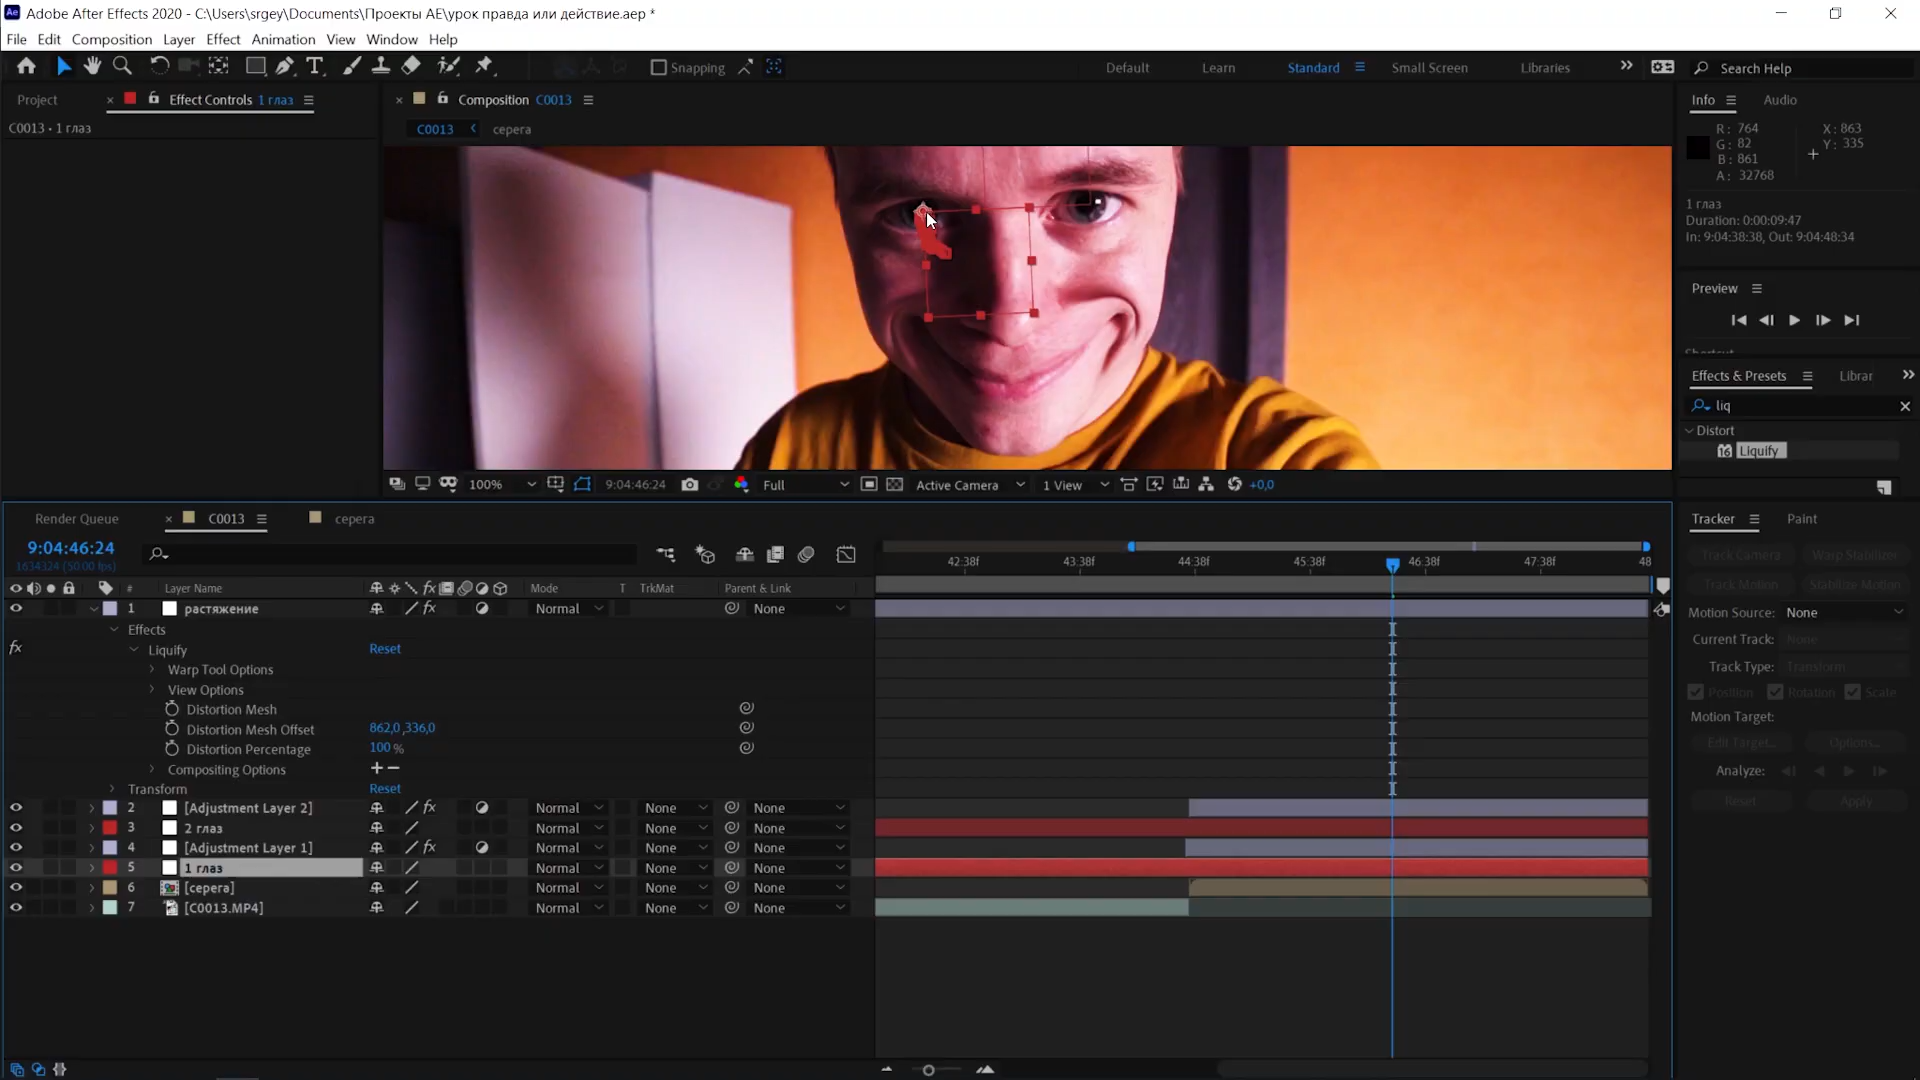 Adobe After Effects 2020 - C:\Users\srgey\Documents\Проекты AE\урок правда или действие.aep *
File Edit Composition Layer Effect Animation View Window Help
Snapping Default Learn Standard Small Screen Libraries Search Help
Project Effect Controls 1 глаз Composition C0013 Info Audio
C0013 • 1 глаз C0013 серега
R: 764 X: 863
G: 82 Y: 335
B: 861
A: 32768
1 глаз
Duration: 0:00:09:47
In: 9:04:38:38, Out: 9:04:48:34
Preview
Effects & Presets Librar
liq
Distort
16 Liquify
100% 9:04:46:24 Full Active Camera 1 View +0,0
Render Queue C0013 серега
Tracker Paint
9:04:46:24
1634324 (50.00 fps)
42:38f 43:38f 44:38f 45:38f 46:38f 47:38f 48
Track Camera Warp Stabilizer
Track Motion Stabilize Motion
# Layer Name Mode T TrkMat Parent & Link
1 растяжение Normal None
Motion Source: None
Effects
Current Track: None
fx Liquify Reset
Warp Tool Options
Track Type: Transform
View Options
Position Rotation Scale
Distortion Mesh
Motion Target:
Distortion Mesh Offset 862,0,336,0
Edit Target... Options...
Distortion Percentage 100 %
Compositing Options + −
Analyze:
Transform Reset
Reset Apply
2 [Adjustment Layer 2] Normal None None
3 2 глаз Normal None None
4 [Adjustment Layer 1] Normal None None
5 1 глаз Normal None None
6 [серега] Normal None None
7 [C0013.MP4] Normal None None